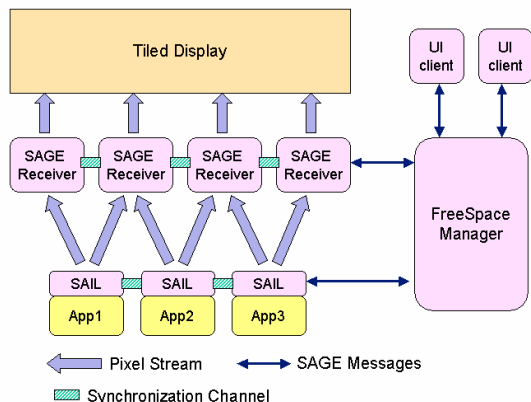 Tiled Display
UI
client
UI
client
SAGE
Receiver
SAGE
Receiver
SAGE
Receiver
SAGE
Receiver
FreeSpace
Manager
SAIL
SAIL
SAIL
App1
App2
App3
Pixel Stream
SAGE Messages
Synchronization Channel